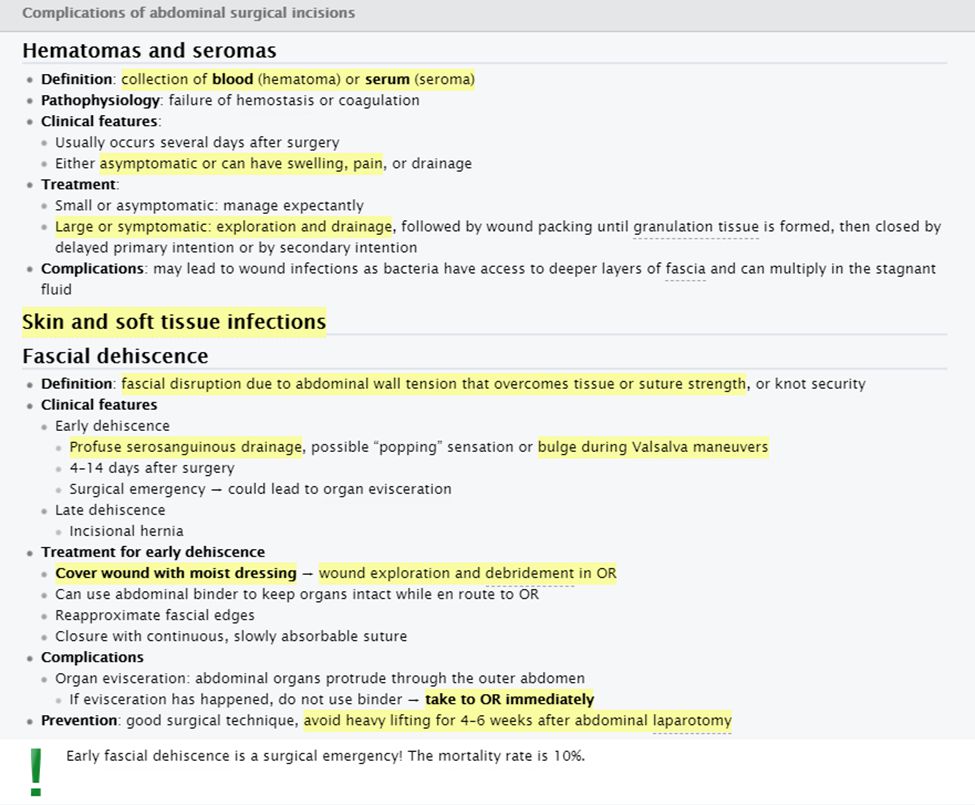 Complications of abdominal surgical incisions
Hematomas and seromas
Definition: collection of blood (hematoma) or serum (seroma)
Pathophysiology: failure of hemostasis or coagulation
Clinical features:
Usually occurs several days after surgery
Either asymptomatic or can have swelling, pain, or drainage
Treatment:
Small or asymptomatic: manage expectantly
Large or symptomatic: exploration and drainage, followed by wound packing until granulation tissue is formed, then closed by
delayed primary intention or by secondary intention
Complications: may lead to wound infections as bacteria have access to deeper layers of fascia and can multiply in the stagnant
fluid
Skin and soft tissue infections
Fascial dehiscence
Definition: fascial disruption due to abdominal wall tension that overcomes tissue or suture strength, or knot security
Clinical features
Early dehiscence
Profuse serosanguinous drainage, possible “popping” sensation or bulge during Valsalva maneuvers
4–14 days after surgery
Surgical emergency — could lead to organ evisceration
Late dehiscence
Incisional hernia
Treatment for early dehiscence
Cover wound with moist dressing — wound exploration and debridement in OR
Can use abdominal binder to keep organs intact while en route to OR
Reapproximate fascial edges
Closure with continuous, slowly absorbable suture
Complications
Organ evisceration: abdominal organs protrude through the outer abdomen
If evisceration has happened, do not use binder — take to OR immediately
Prevention: good surgical technique, avoid heavy lifting for 4–6 weeks after abdominal laparotomy
! Early fascial dehiscence is a surgical emergency! The mortality rate is 10%.